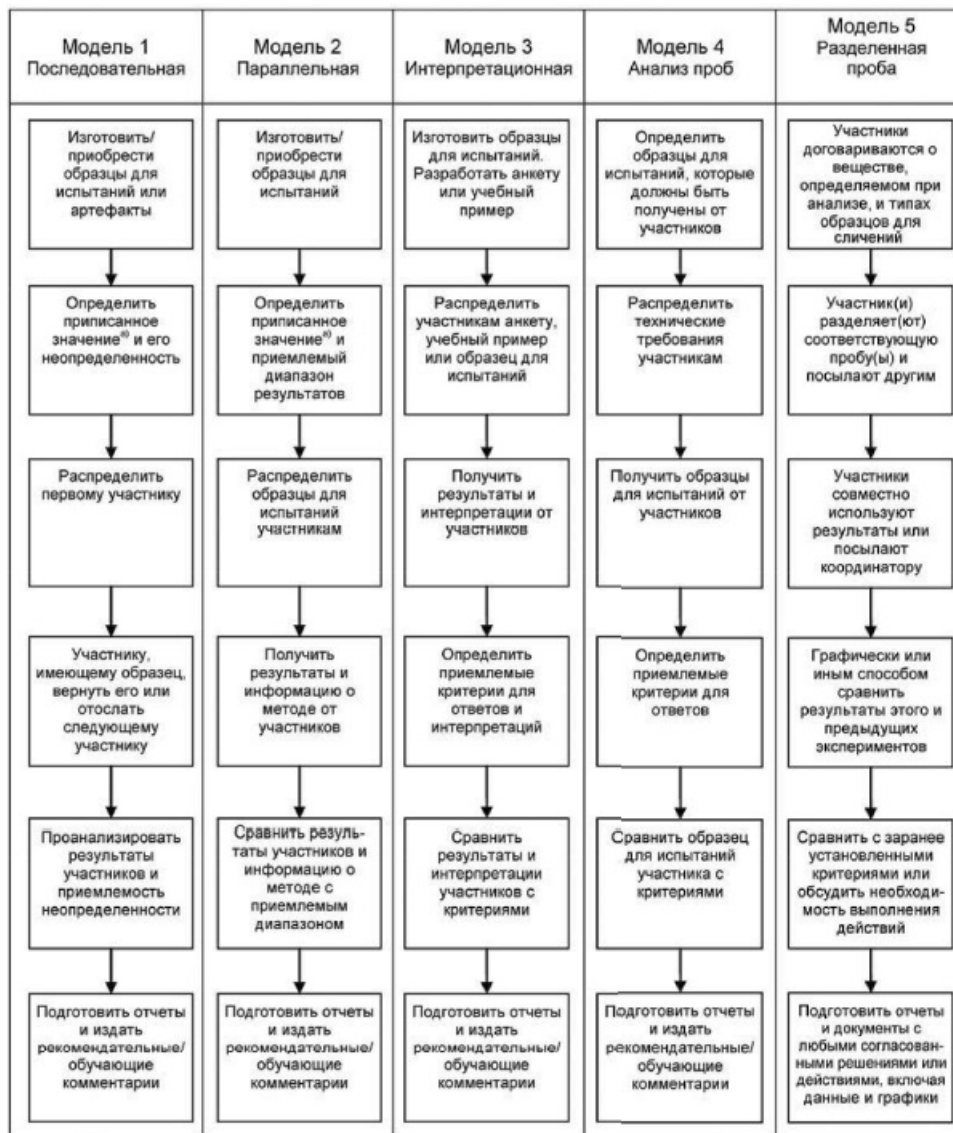 Модель 1
Последовательная
Модель 2
Параллельная
Модель 3
Интерпретационная
Модель 4
Анализ проб
Модель 5
Разделенная
проба
Изготовить/
приобрести
образцы для
испытаний или
артефакты
Изготовить/
приобрести
образцы для
испытаний
Изготовить образцы
для испытаний.
Разработать анкету
или учебный
пример
Определить
образцы для
испытаний, которые
должны быть
получены от
участников
Участники
договариваются о
веществе,
определяемом при
анализе, и типах
образцов для
сличений
Определить
приписанное
значение а) и его
неопределенность
Определить
приписанное
значение а) и
приемлемый
диапазон
результатов
Распределить
участникам анкету,
учебный пример
или образец для
испытаний
Распределить
технические
требования
участникам
Участник(и)
разделяет(ют)
соответствующую
пробу(ы) и
посылают другим
Распределить
первому участнику
Распределить
образцы для
испытаний
участникам
Получить
результаты и
интерпретации от
участников
Получить образцы
для испытаний от
участников
Участники
совместно
используют
результаты или
посылают
координатору
Участнику,
имеющему образец,
вернуть его или
отослать
следующему
участнику
Получить
результаты и
информацию о
методе от
участников
Определить
приемлемые
критерии для
ответов и
интерпретаций
Определить
приемлемые
критерии для
ответов
Графически или
иным способом
сравнить
результаты этого и
предыдущих
экспериментов
Проанализировать
результаты
участников и
приемлемость
неопределенности
Сравнить резуль-
таты участников и
информацию о
методе с
приемлемым
диапазоном
Сравнить
результаты и
интерпретации
участников с
критериями
Сравнить образец
для испытаний
участника с
критериями
Сравнить с заранее
установленными
критериями или
обсудить необходи-
мость выполнения
действий
Подготовить отчеты
и издать
рекомендательные/
обучающие
комментарии
Подготовить отчеты
и издать
рекомендательные/
обучающие
комментарии
Подготовить отчеты
и издать
рекомендательные/
обучающие
комментарии
Подготовить отчеты
и издать
рекомендательные/
обучающие
комментарии
Подготовить отчеты
и документы с
любыми согласован-
ными решениями или
действиями, включая
данные и графики